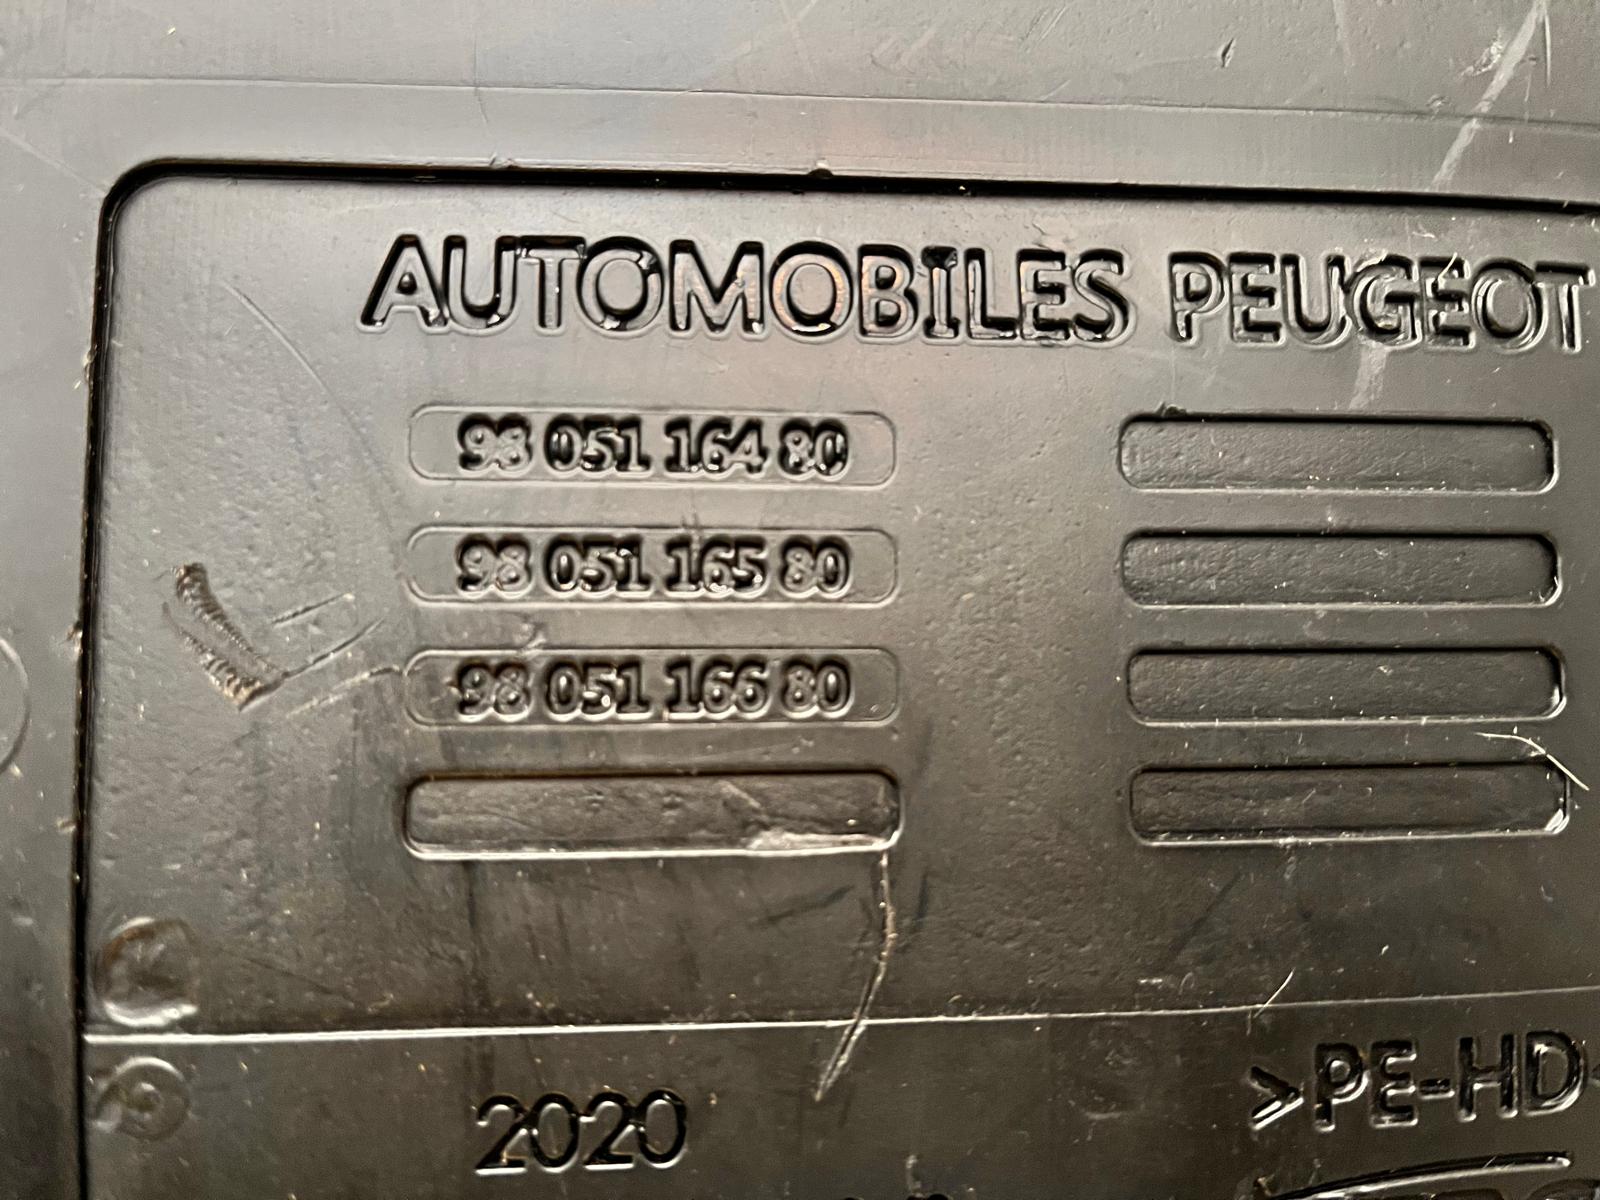 AUTOMOBILES PEUGEOT
98 051 164 80
98 051 165 80
98 051 166 80
2020
>PE-HD<